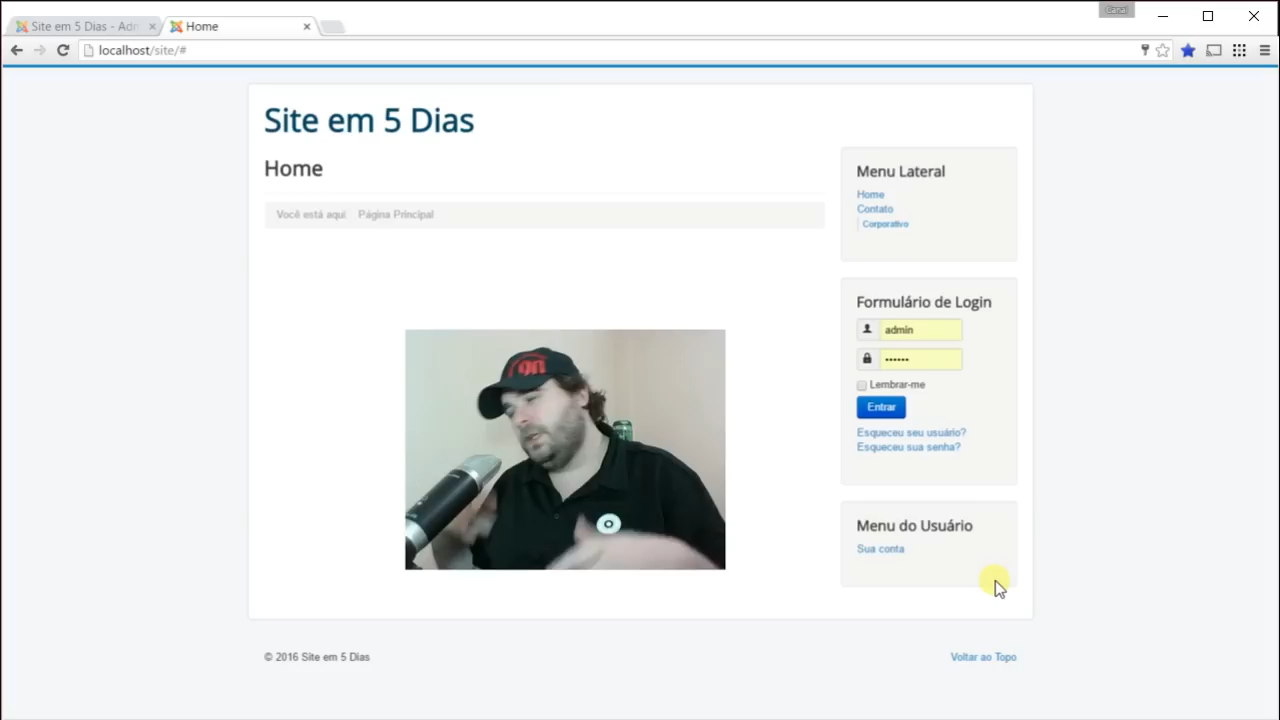 Canal
Site em 5 Dias - Adm
Home
localhost/site/#
Site em 5 Dias
Home
Você está aqui Página Principal
Menu Lateral
Home
Contato
Corporativo
Formulário de Login
admin
••••••
Lembrar-me
Entrar
Esqueceu seu usuário?
Esqueceu sua senha?
Menu do Usuário
Sua conta
© 2016 Site em 5 Dias
Voltar ao Topo